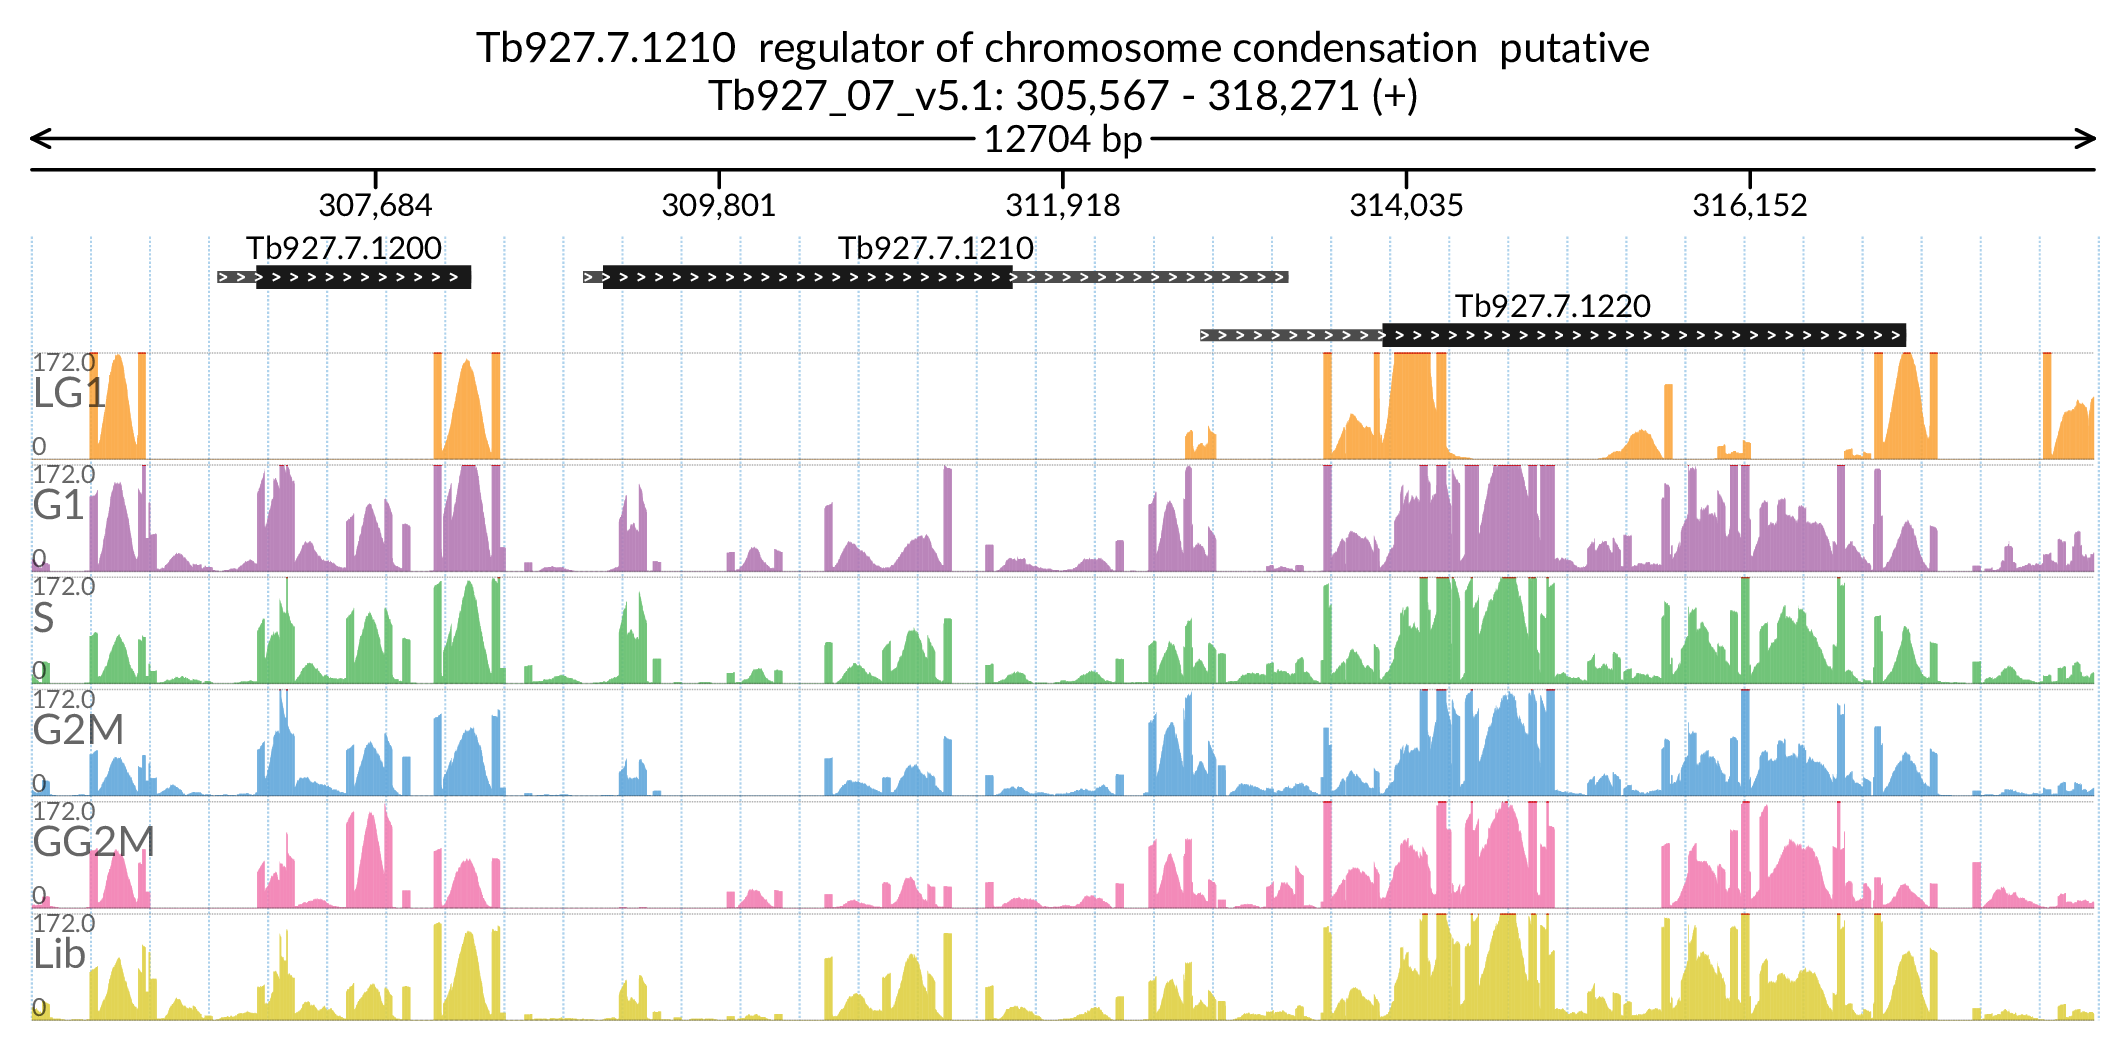 Tb927.7.1210  regulator of chromosome condensation  putative
Tb927_07_v5.1: 305,567 - 318,271 (+)
12704 bp
307,684 309,801 311,918 314,035 316,152
Tb927.7.1200 Tb927.7.1210
Tb927.7.1220
172.0
LG1
0
172.0
G1
0
172.0
S
0
172.0
G2M
0
172.0
GG2M
0
172.0
Lib
0